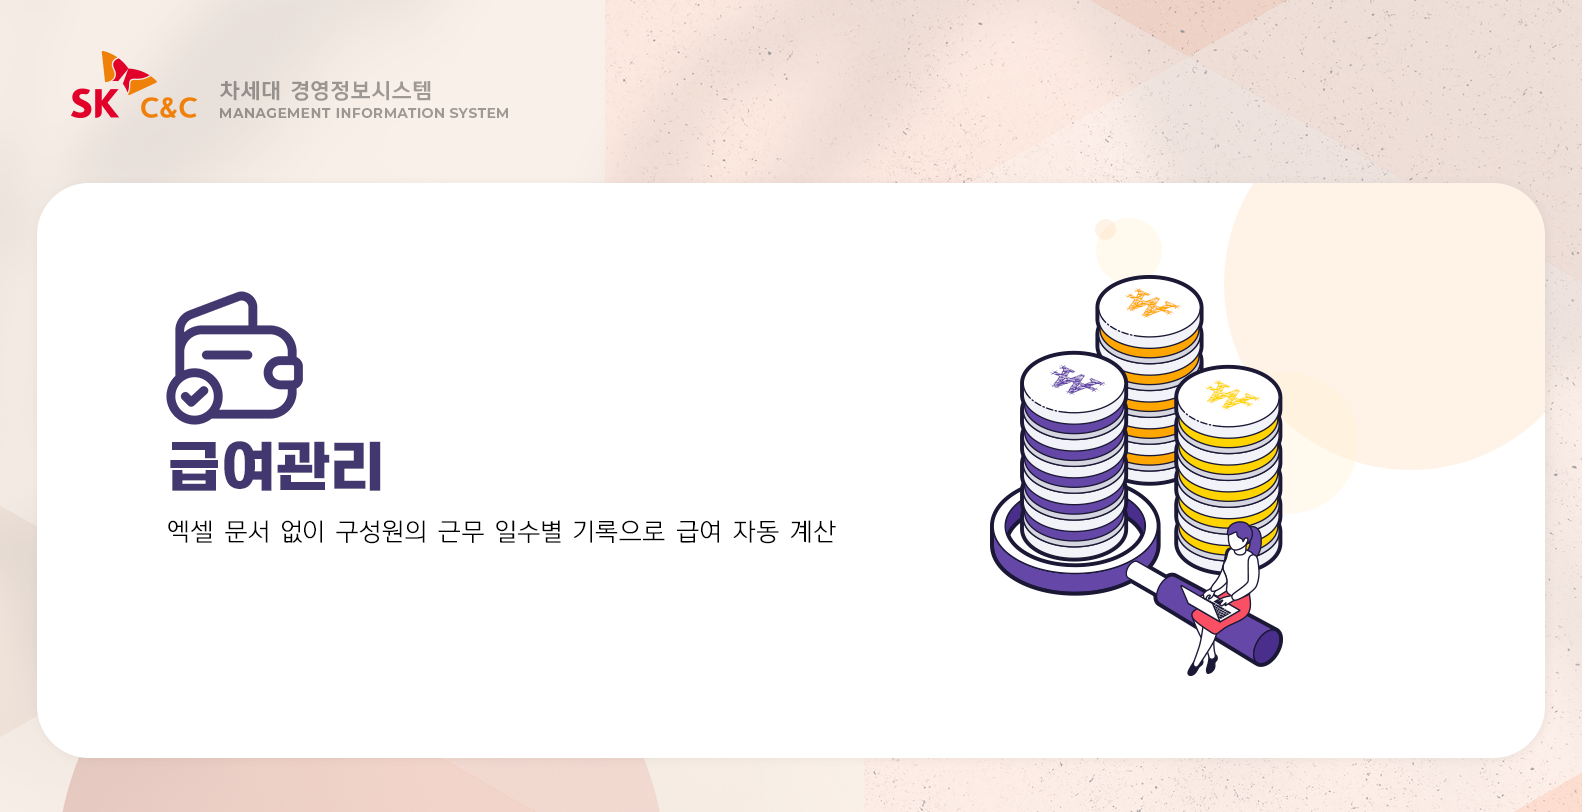 SK C&C
차세대 경영정보시스템
MANAGEMENT INFORMATION SYSTEM
₩
₩
₩
급여관리
엑셀 문서 없이 구성원의 근무 일수별 기록으로 급여 자동 계산